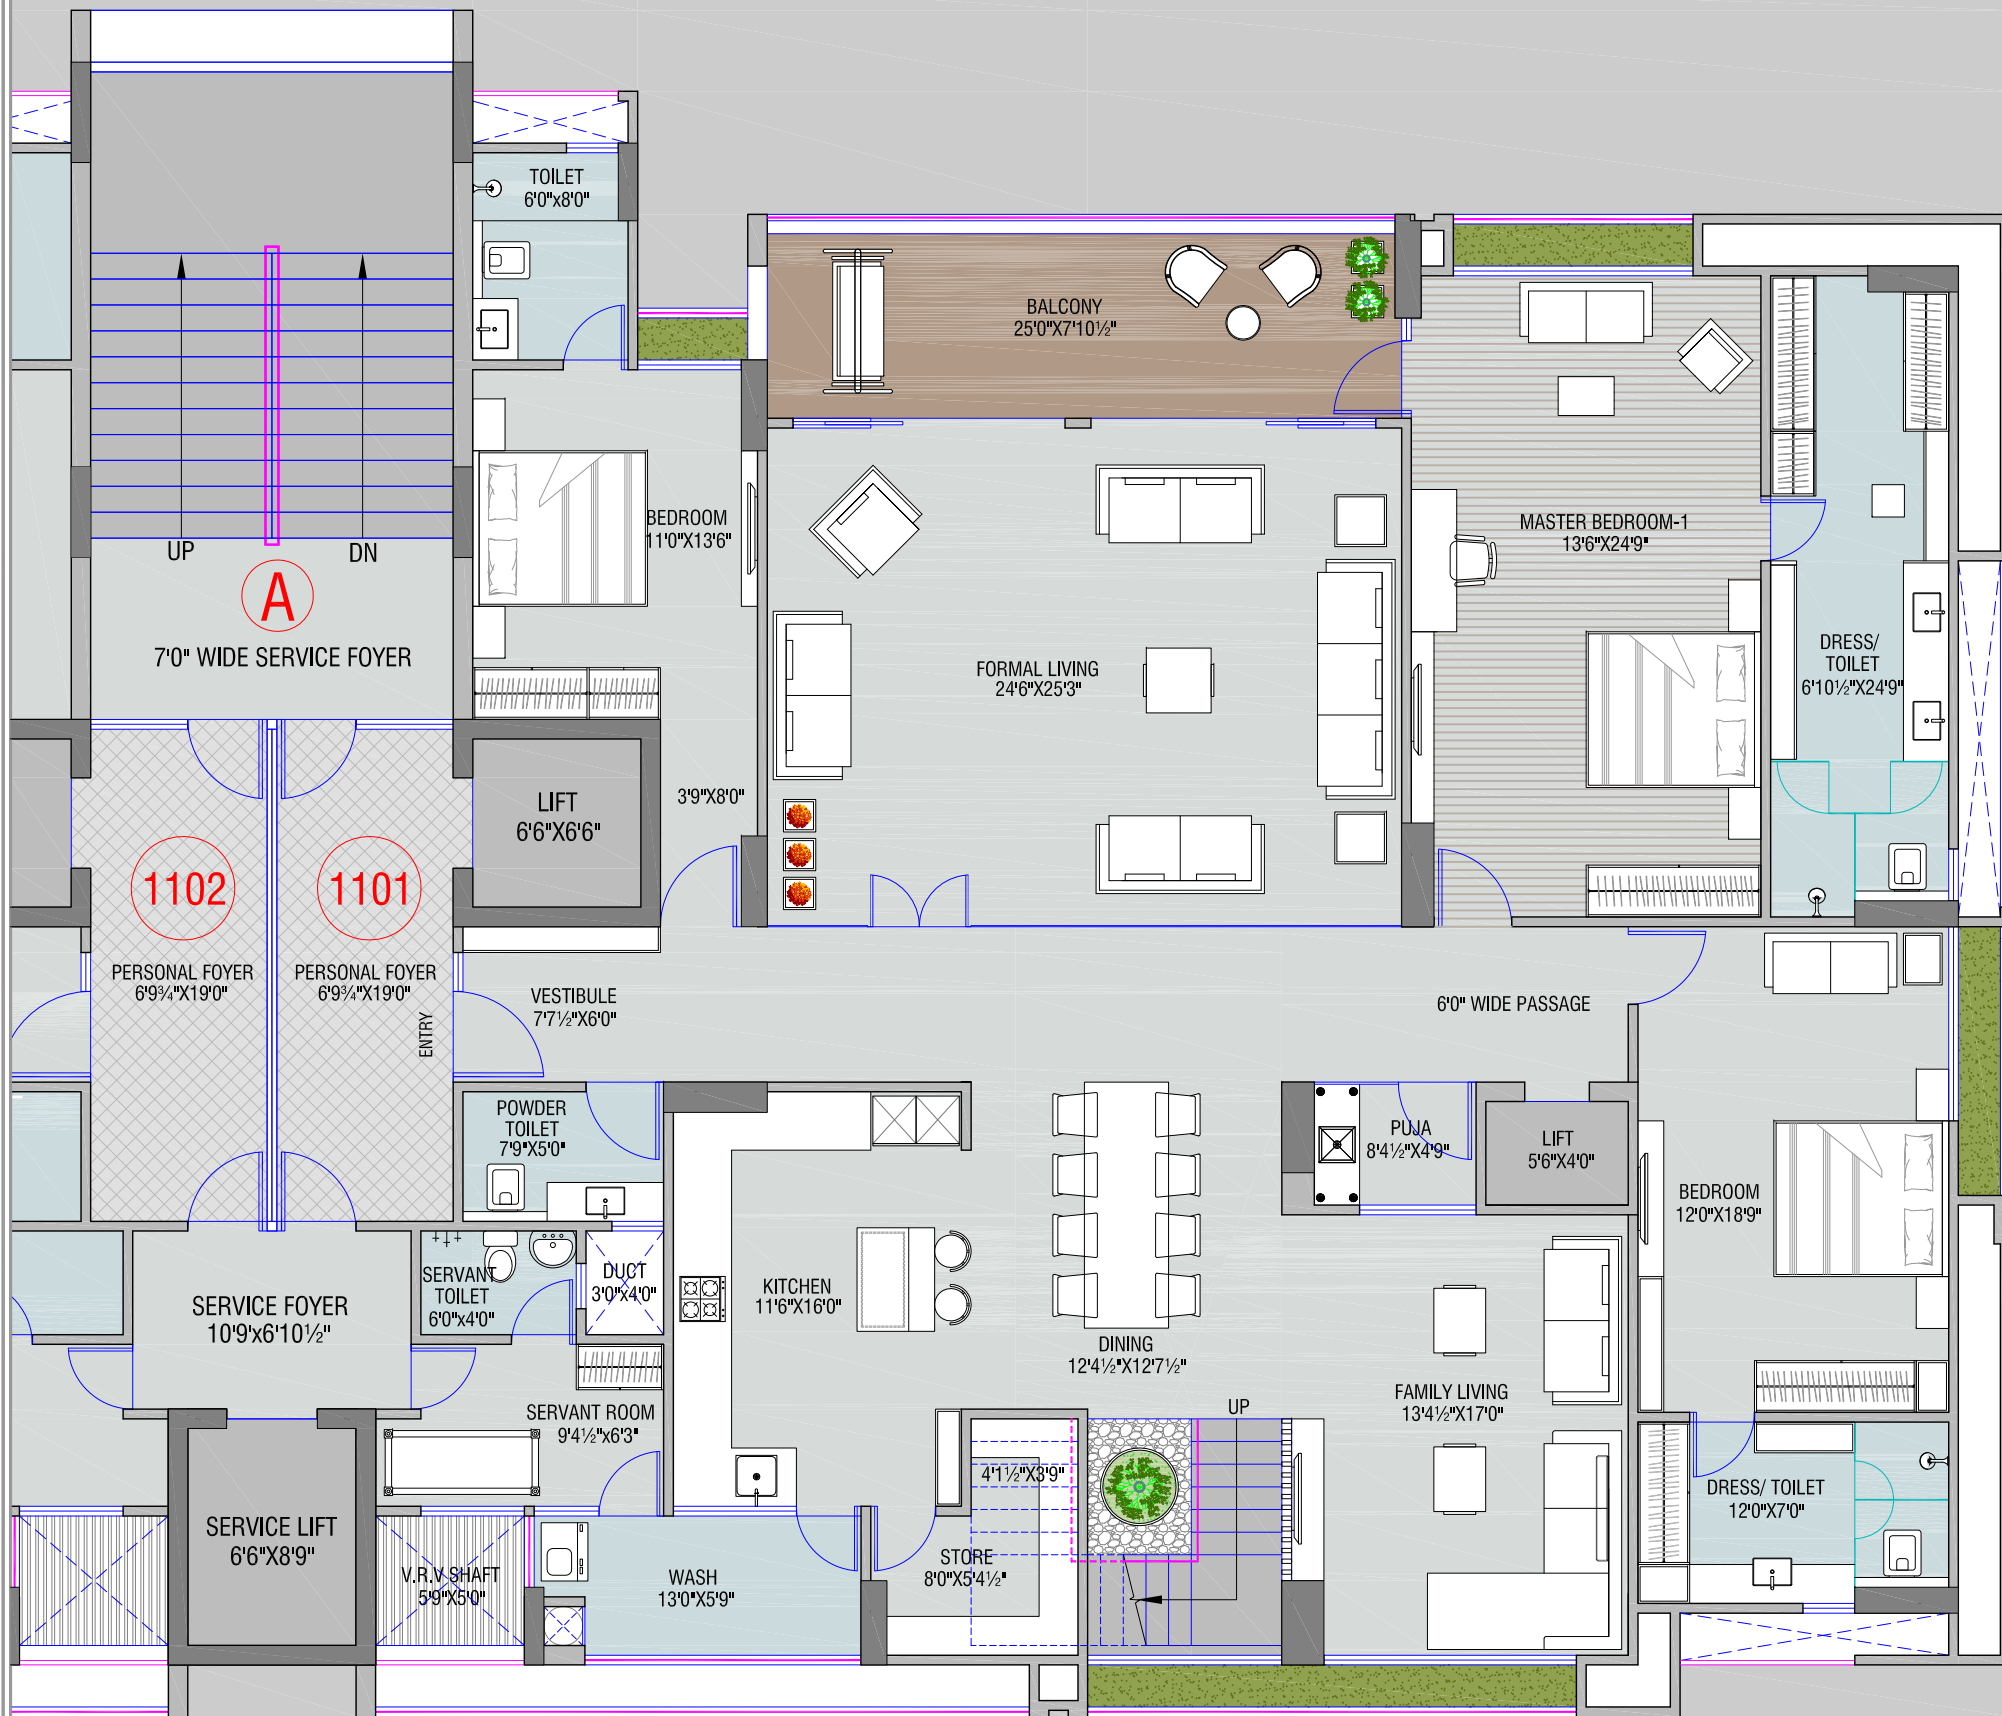 TOILET
6'0"x8'0"
BALCONY
25'0"X7'10½"
UP
DN
A
7'0" WIDE SERVICE FOYER
BEDROOM
11'0"X13'6"
FORMAL LIVING
24'6"X25'3"
MASTER BEDROOM-1
13'6"X24'9"
DRESS/
TOILET
6'10½"X24'9"
LIFT
6'6"X6'6"
3'9"X8'0"
1102
1101
PERSONAL FOYER
6'9¾"X19'0"
PERSONAL FOYER
6'9¾"X19'0"
ENTRY
VESTIBULE
7'7½"X6'0"
6'0" WIDE PASSAGE
POWDER
TOILET
7'9"X5'0"
PUJA
8'4½"X4'9"
LIFT
5'6"X4'0"
BEDROOM
12'0"X18'9"
SERVICE FOYER
10'9"x6'10½"
SERVANT
TOILET
6'0"x4'0"
DUCT
3'0"x4'0"
KITCHEN
11'6"X16'0"
DINING
12'4½"X12'7½"
FAMILY LIVING
13'4½"X17'0"
SERVANT ROOM
9'4½"x6'3"
UP
4'1½"X3'9"
DRESS/ TOILET
12'0"X7'0"
SERVICE LIFT
6'6"X8'9"
V.R.V SHAFT
5'9"X5'0"
WASH
13'0"X5'9"
STORE
8'0"X5'4½"